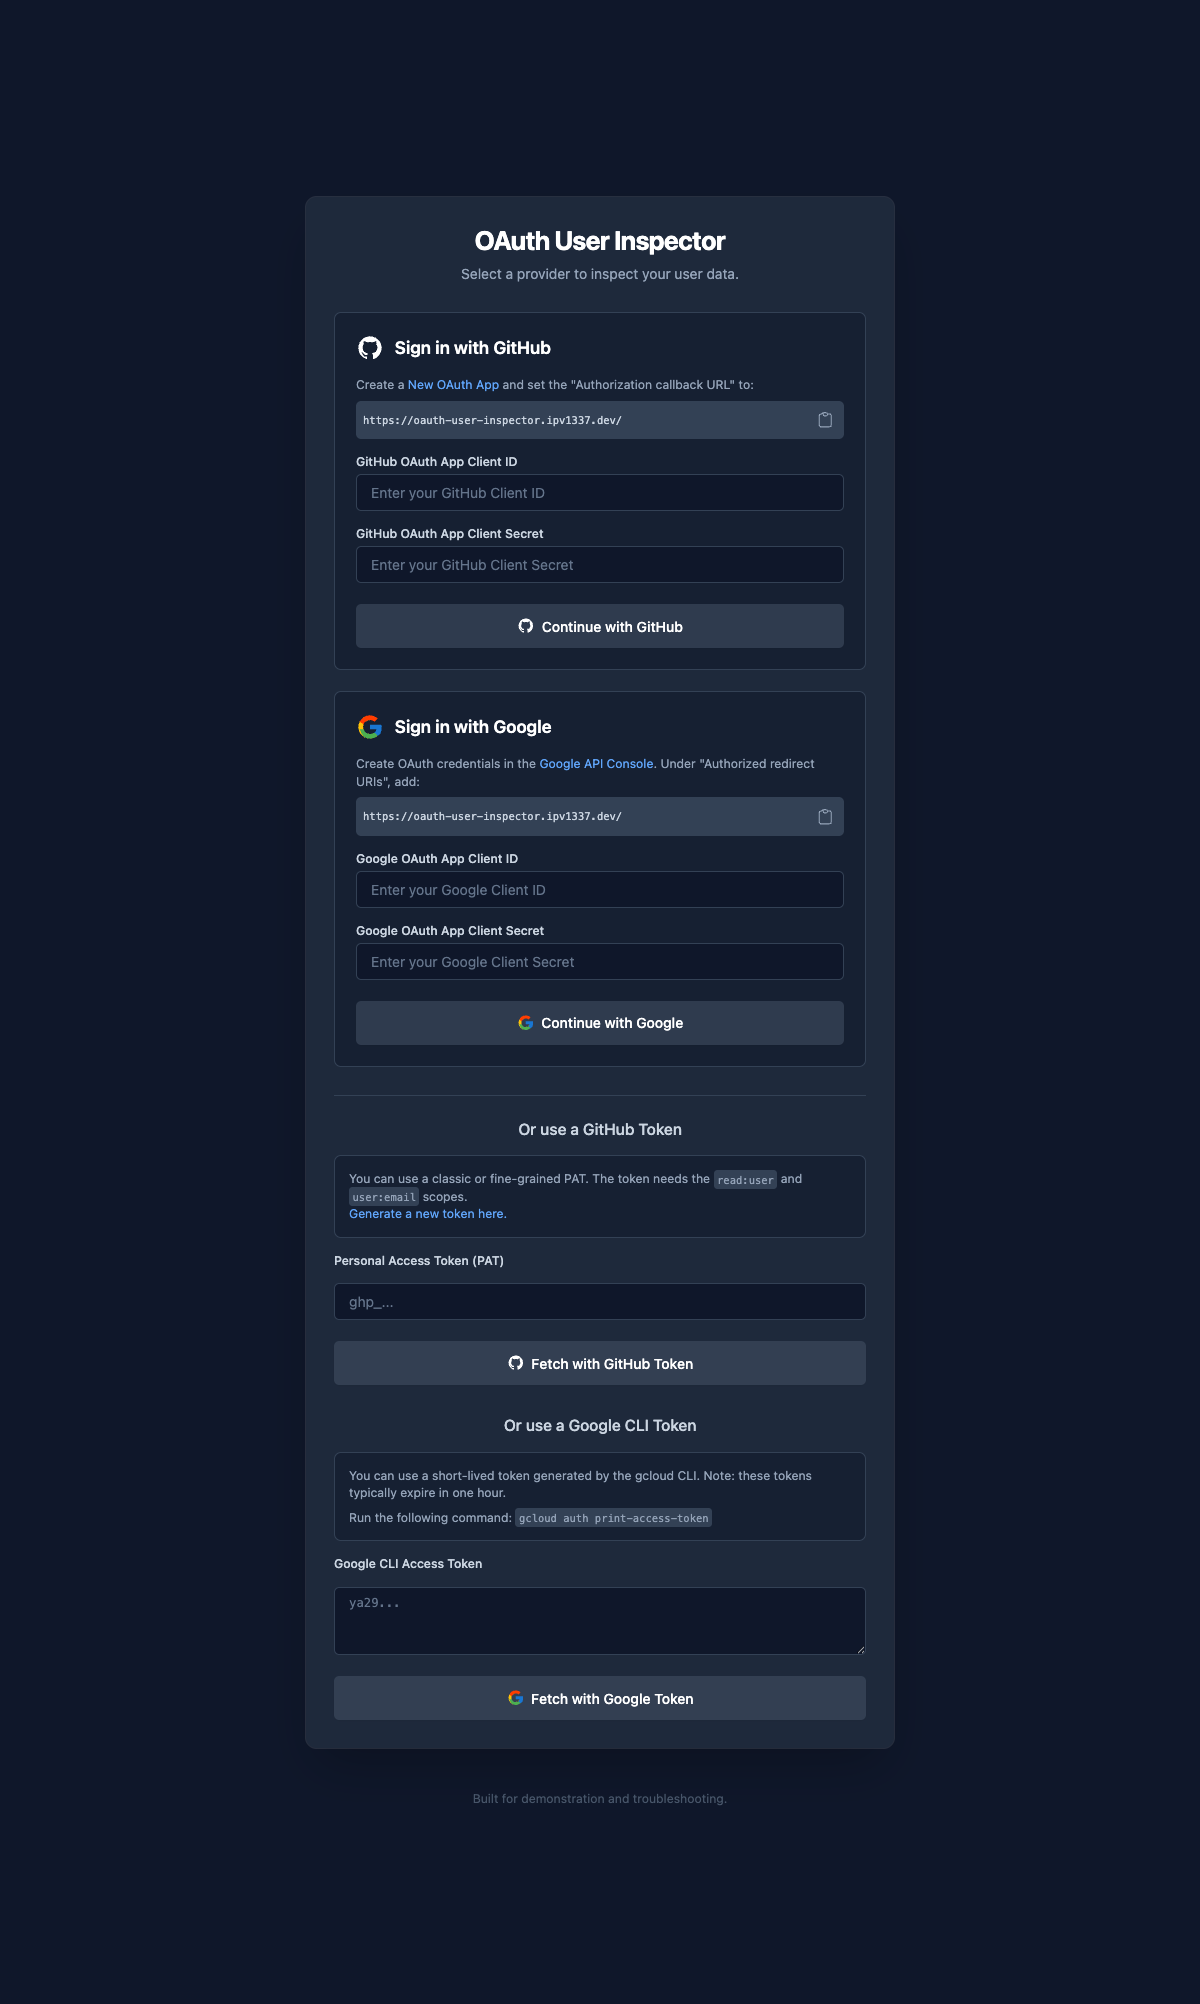 OAuth User Inspector
Select a provider to inspect your user data.
Sign in with GitHub
Create a New OAuth App and set the "Authorization callback URL" to:
https://oauth-user-inspector.ipv1337.dev/
GitHub OAuth App Client ID
Enter your GitHub Client ID
GitHub OAuth App Client Secret
Enter your GitHub Client Secret
Continue with GitHub
Sign in with Google
Create OAuth credentials in the Google API Console. Under "Authorized redirect
URIs", add:
https://oauth-user-inspector.ipv1337.dev/
Google OAuth App Client ID
Enter your Google Client ID
Google OAuth App Client Secret
Enter your Google Client Secret
Continue with Google
Or use a GitHub Token
You can use a classic or fine-grained PAT. The token needs the read:user and
user:email scopes.
Generate a new token here.
Personal Access Token (PAT)
ghp_...
Fetch with GitHub Token
Or use a Google CLI Token
You can use a short-lived token generated by the gcloud CLI. Note: these tokens
typically expire in one hour.
Run the following command: gcloud auth print-access-token
Google CLI Access Token
ya29...
Fetch with Google Token
Built for demonstration and troubleshooting.